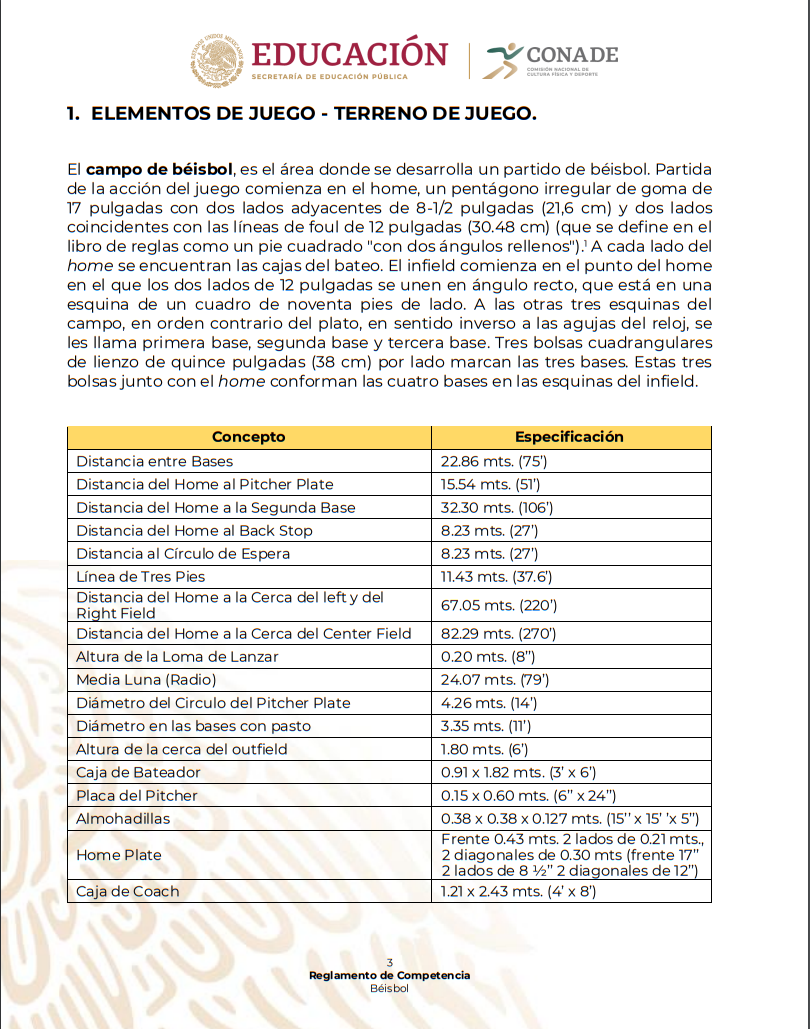 EDUCACIÓN
SECRETARÍA DE EDUCACIÓN PÚBLICA
CONADE
COMISIÓN NACIONAL DE
CULTURA FÍSICA Y DEPORTE
ESTADOS UNIDOS MEXICANOS
1. ELEMENTOS DE JUEGO - TERRENO DE JUEGO.
El campo de béisbol, es el área donde se desarrolla un partido de béisbol. Partida
de la acción del juego comienza en el home, un pentágono irregular de goma de
17 pulgadas con dos lados adyacentes de 8-1/2 pulgadas (21,6 cm) y dos lados
coincidentes con las líneas de foul de 12 pulgadas (30.48 cm) (que se define en el
libro de reglas como un pie cuadrado "con dos ángulos rellenos").¹ A cada lado del
home se encuentran las cajas del bateo. El infield comienza en el punto del home
en el que los dos lados de 12 pulgadas se unen en ángulo recto, que está en una
esquina de un cuadro de noventa pies de lado. A las otras tres esquinas del
campo, en orden contrario del plato, en sentido inverso a las agujas del reloj, se
les llama primera base, segunda base y tercera base. Tres bolsas cuadrangulares
de lienzo de quince pulgadas (38 cm) por lado marcan las tres bases. Estas tres
bolsas junto con el home conforman las cuatro bases en las esquinas del infield.
Concepto Especificación
Distancia entre Bases 22.86 mts. (75’)
Distancia del Home al Pitcher Plate 15.54 mts. (51’)
Distancia del Home a la Segunda Base 32.30 mts. (106’)
Distancia del Home al Back Stop 8.23 mts. (27’)
Distancia al Círculo de Espera 8.23 mts. (27’)
Línea de Tres Pies 11.43 mts. (37.6’)
Distancia del Home a la Cerca del left y del
Right Field 67.05 mts. (220’)
Distancia del Home a la Cerca del Center Field 82.29 mts. (270’)
Altura de la Loma de Lanzar 0.20 mts. (8’’)
Media Luna (Radio) 24.07 mts. (79’)
Diámetro del Circulo del Pitcher Plate 4.26 mts. (14’)
Diámetro en las bases con pasto 3.35 mts. (11’)
Altura de la cerca del outfield 1.80 mts. (6’)
Caja de Bateador 0.91 x 1.82 mts. (3’ x 6’)
Placa del Pitcher 0.15 x 0.60 mts. (6’’ x 24’’)
Almohadillas 0.38 x 0.38 x 0.127 mts. (15’’ x 15’ ’x 5’’)
Home Plate Frente 0.43 mts. 2 lados de 0.21 mts.,
2 diagonales de 0.30 mts (frente 17’’
2 lados de 8 ½’’ 2 diagonales de 12’’)
Caja de Coach 1.21 x 2.43 mts. (4’ x 8’)
3
Reglamento de Competencia
Béisbol